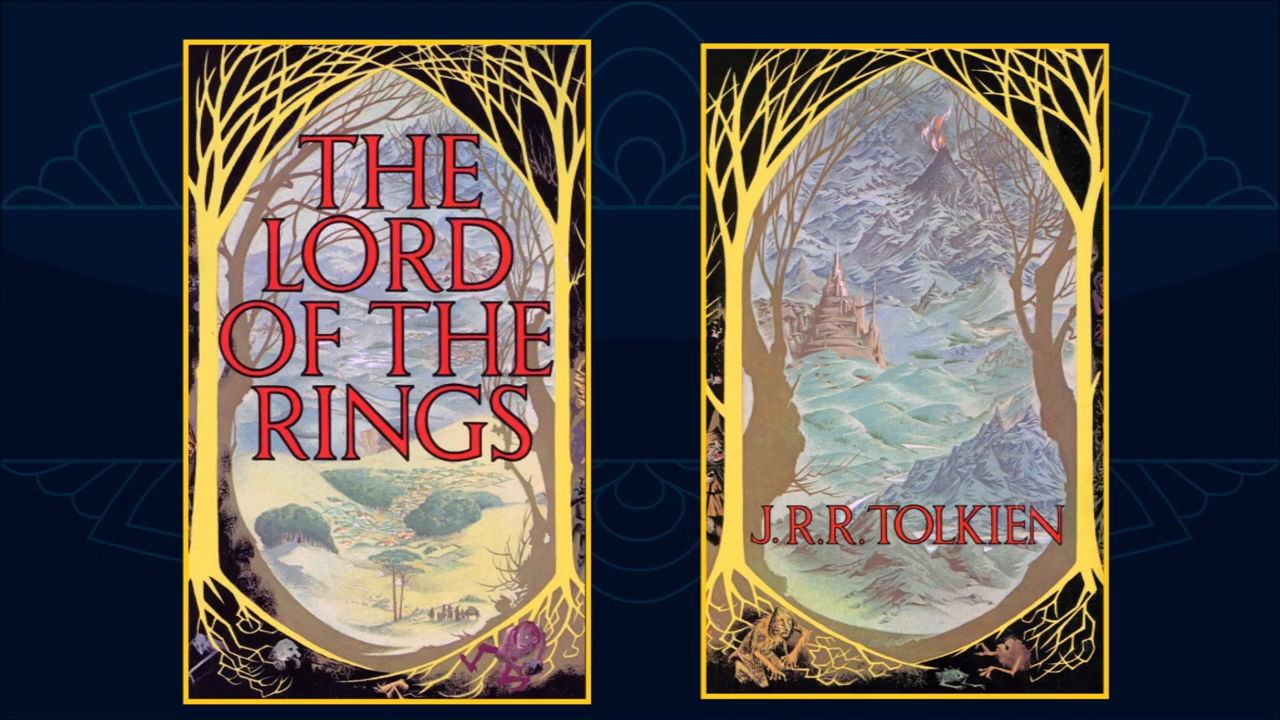 THE
LORD
OF THE
RINGS
J.R.R. TOLKIEN